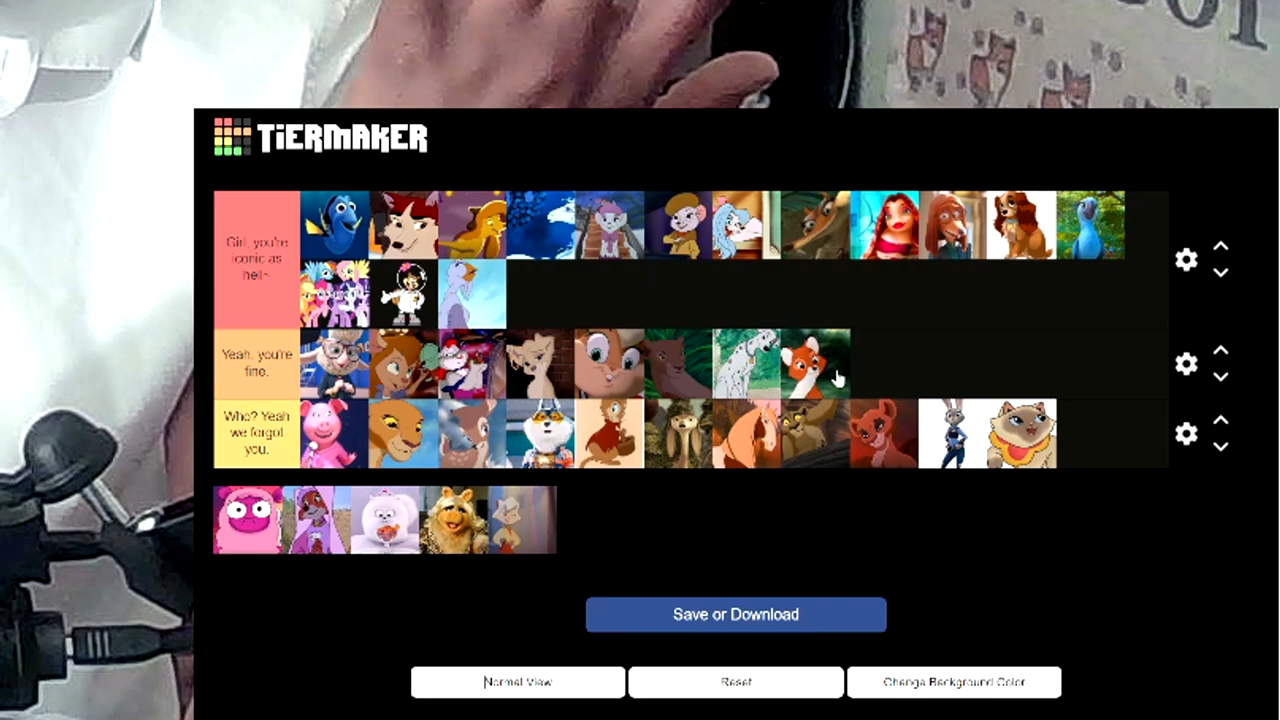 TiERMAKER
Girl, you're
iconic as
hell~
Yeah, you're
fine.
Who? Yeah
we forgot
you.
Save or Download
Normal View
Reset
Change Background Color